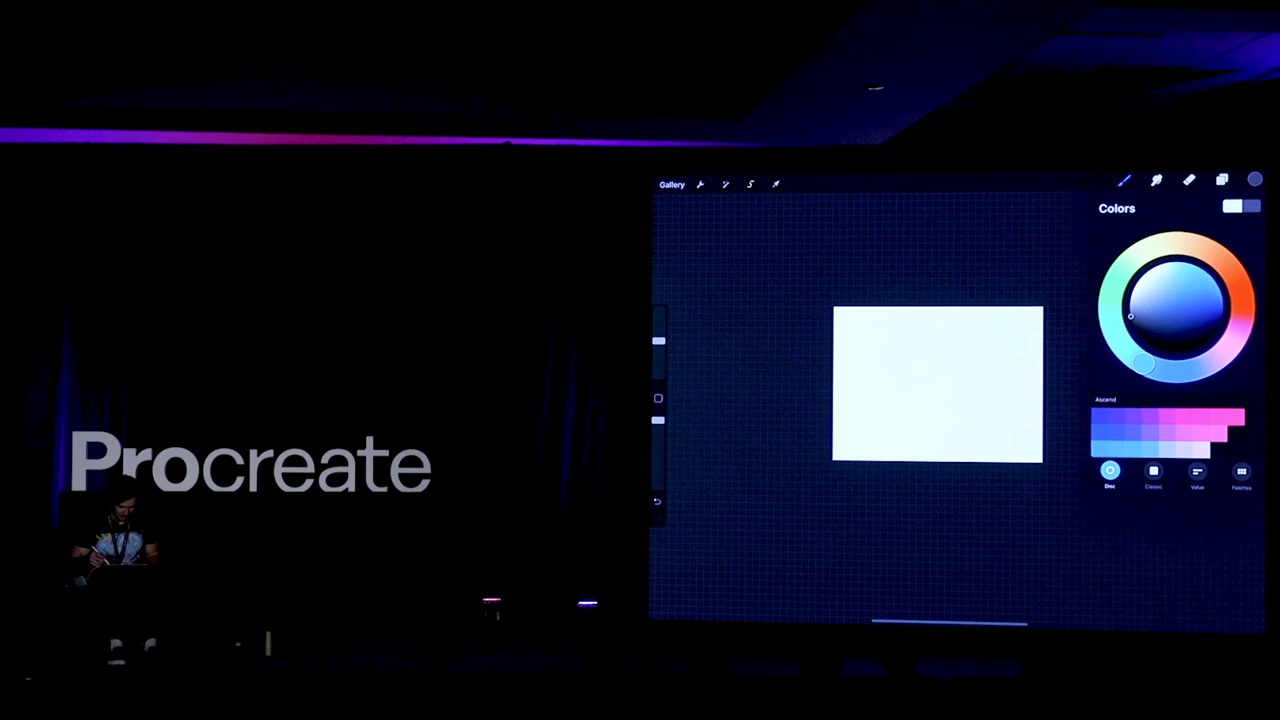 Procreate
Gallery
Colors
Ascend
Disc
Classic
Value
Palettes